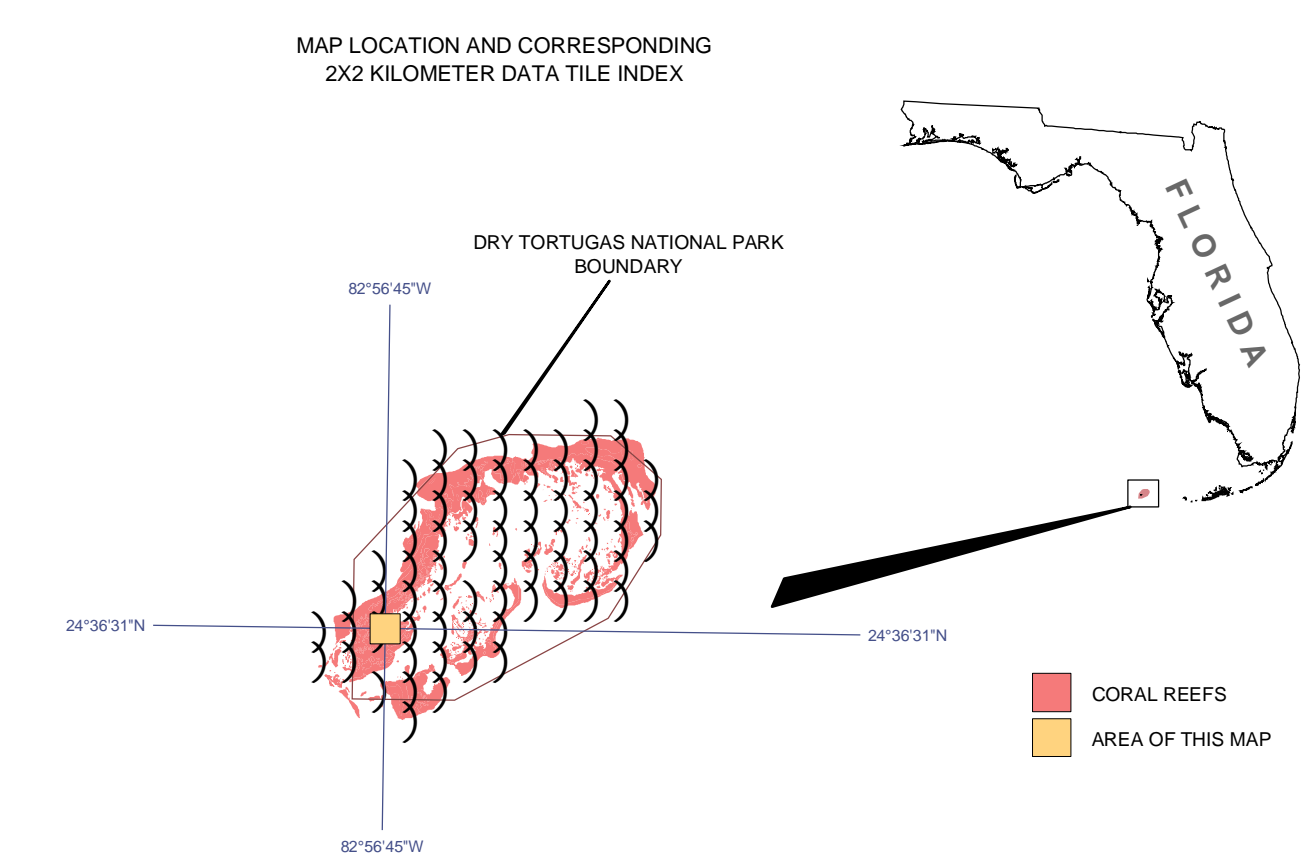 MAP LOCATION AND CORRESPONDING
2X2 KILOMETER DATA TILE INDEX
FLORIDA
DRY TORTUGAS NATIONAL PARK
BOUNDARY
82°56'45"W
24°36'31"N
24°36'31"N
CORAL REEFS
AREA OF THIS MAP
82°56'45"W